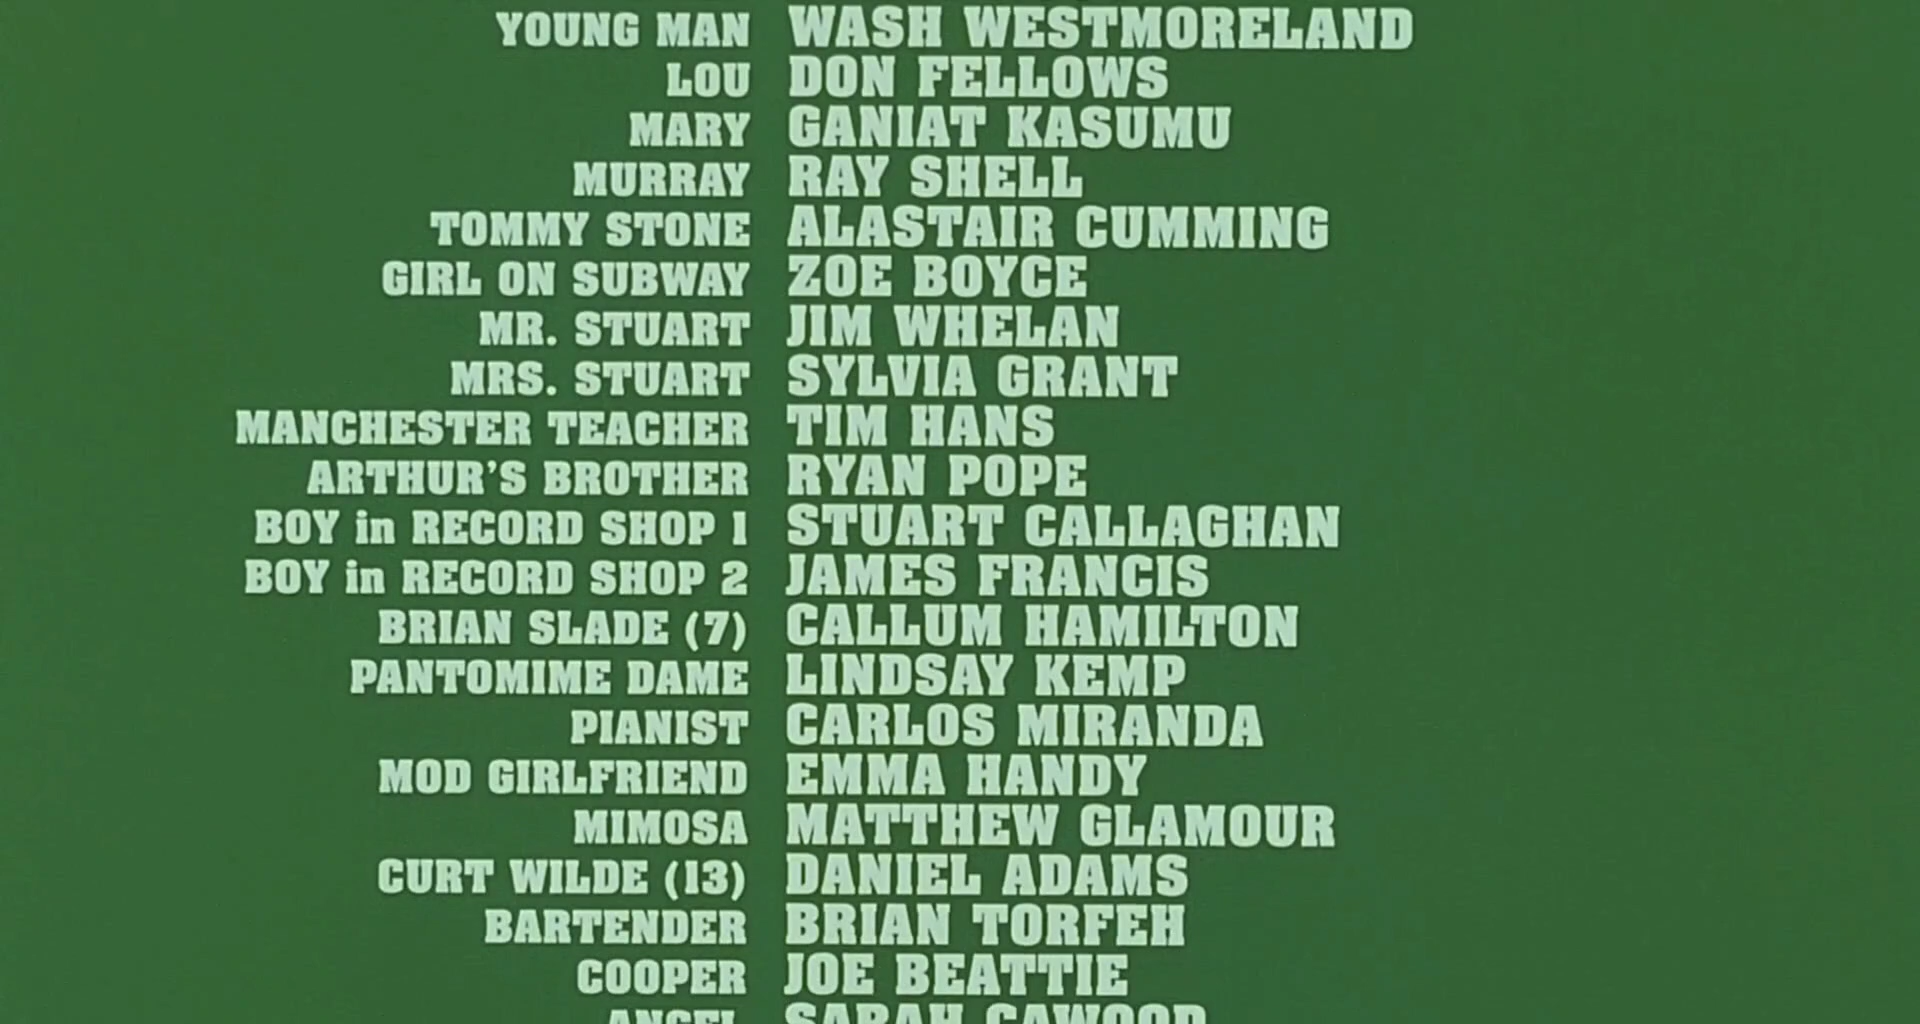 YOUNG MAN WASH WESTMORELAND
LOU DON FELLOWS
MARY GANIAT KASUMU
MURRAY RAY SHELL
TOMMY STONE ALASTAIR CUMMING
GIRL ON SUBWAY ZOE BOYCE
MR. STUART JIM WHELAN
MRS. STUART SYLVIA GRANT
MANCHESTER TEACHER TIM HANS
ARTHUR'S BROTHER RYAN POPE
BOY in RECORD SHOP 1 STUART CALLAGHAN
BOY in RECORD SHOP 2 JAMES FRANCIS
BRIAN SLADE (7) CALLUM HAMILTON
PANTOMIME DAME LINDSAY KEMP
PIANIST CARLOS MIRANDA
MOD GIRLFRIEND EMMA HANDY
MIMOSA MATTHEW GLAMOUR
CURT WILDE (13) DANIEL ADAMS
BARTENDER BRIAN TORFEH
COOPER JOE BEATTIE
ANGEL SARAH CAWOOD